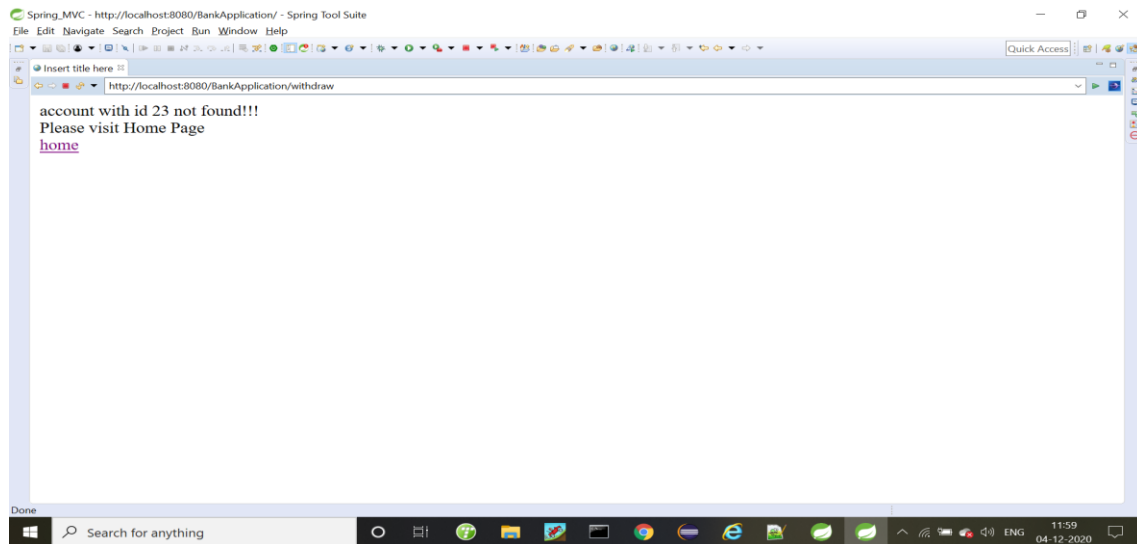 Spring_MVC - http://localhost:8080/BankApplication/ - Spring Tool Suite
File Edit Navigate Search Project Run Window Help
Quick Access
Insert title here
http://localhost:8080/BankApplication/withdraw
account with id 23 not found!!!
Please visit Home Page
home
Done
Search for anything
ENG
11:59
04-12-2020